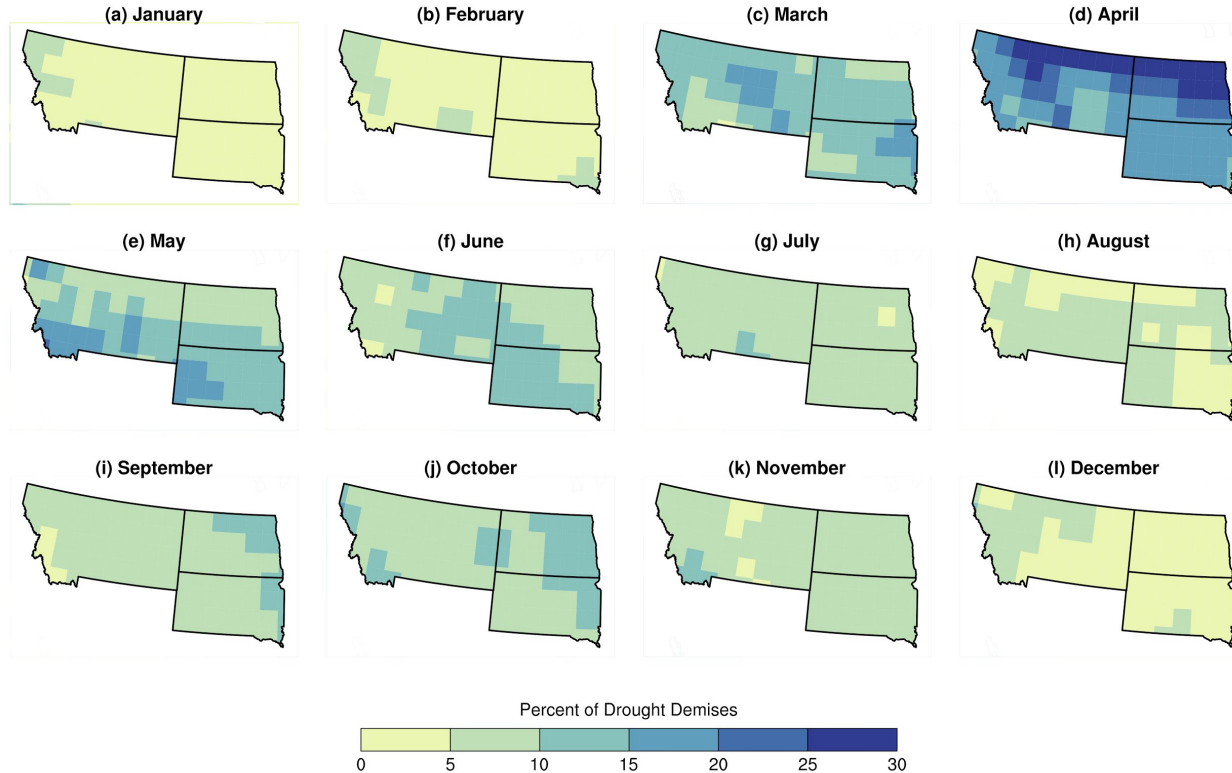 (a) January
(b) February
(c) March
(d) April
(e) May
(f) June
(g) July
(h) August
(i) September
(j) October
(k) November
(l) December
Percent of Drought Demises
0 5 10 15 20 25 30